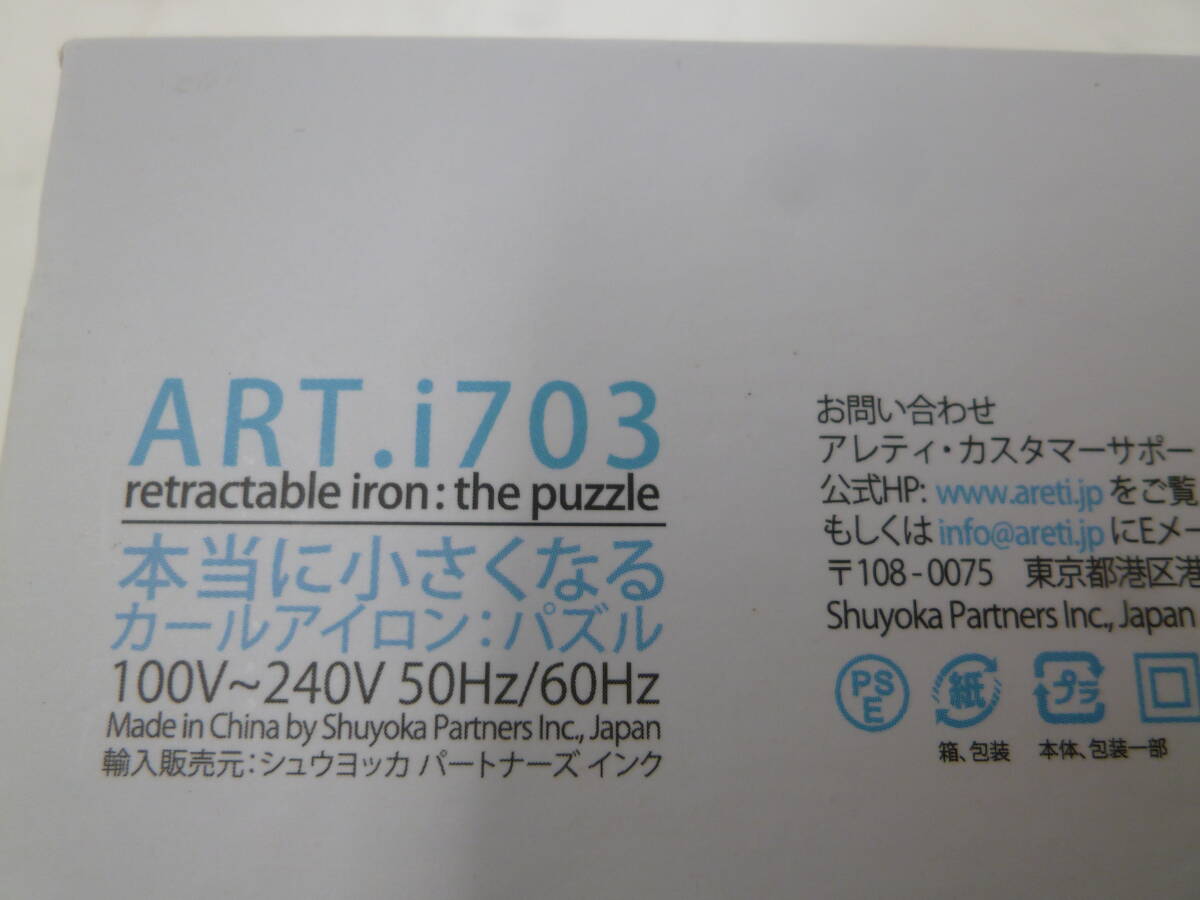 ART.i703
retractable iron : the puzzle
本当に小さくなる
カールアイロン：パズル
100V~240V 50Hz/60Hz
Made in China by Shuyoka Partners Inc., Japan
輸入販売元：シュウヨッカ パートナーズ インク
お問い合わせ
アレティ・カスタマーサポー
公式HP: www.areti.jp をご覧
もしくは info@areti.jp にEメー
〒108-0075 東京都港区港
Shuyoka Partners Inc., Japan
PS
E
紙
プラ
箱、包装
本体、包装一部